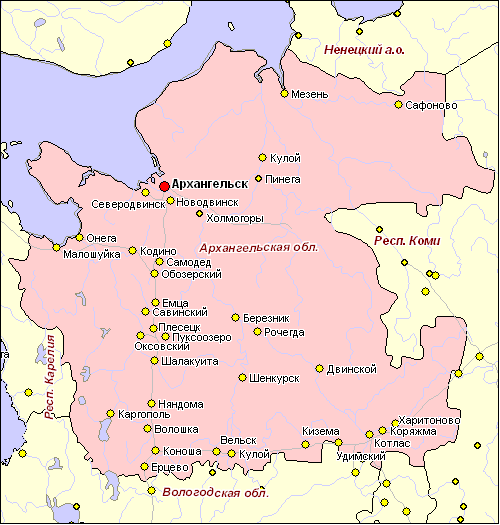 Ненецкий а.о.
Мезень
Сафоново
Кулой
Пинега
Архангельск
Северодвинск
Новодвинск
Холмогоры
Онега
Респ. Коми
Малошуйка
Кодино
Архангельская обл.
Самодед
Обозерский
Емца
Савинский
Березник
Плесецк
Рочегда
Оксовский
Пуксоозеро
Шалакуита
Респ. Карелия
Двинской
Шенкурск
Няндома
Каргополь
Харитоново
Волошка
Коряжма
Вельск
Кизема
Котлас
Коноша
Кулой
Удимский
Ерцево
Вологодская обл.